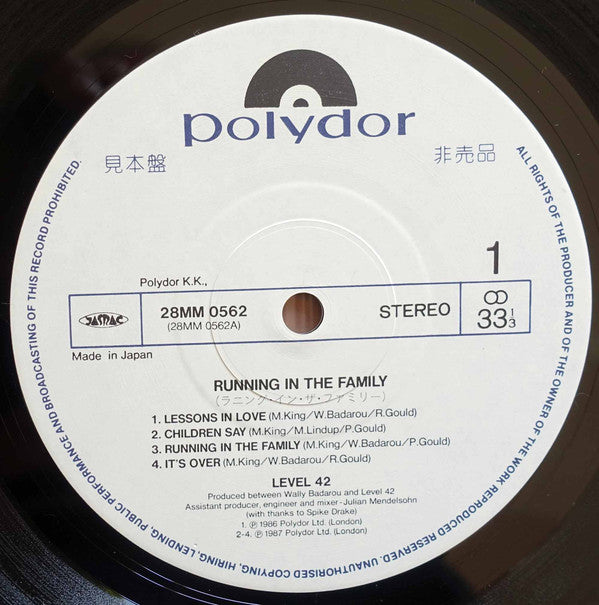 polydor
見本盤
非売品
1
Polydor K.K.,
JASRAC
28MM 0562
(28MM 0562A)
STEREO
33 1/3
Made in Japan
RUNNING IN THE FAMILY
(ラニング・イン・ザ・ファミリー)
1. LESSONS IN LOVE (M.King/W.Badarou/R.Gould)
2. CHILDREN SAY (M.King/M.Lindup/P.Gould)
3. RUNNING IN THE FAMILY (M.King/W.Badarou/P.Gould)
4. IT'S OVER (M.King/W.Badarou/R.Gould)
LEVEL 42
Produced between Wally Badarou and Level 42
Assistant producer, engineer and mixer - Julian Mendelsohn
(with thanks to Spike Drake)
1. ℗ 1986 Polydor Ltd. (London)
2-4. ℗ 1987 Polydor Ltd. (London)
ALL RIGHTS OF THE PRODUCER AND OF THE OWNER OF THE WORK REPRODUCED RESERVED. UNAUTHORISED COPYING, HIRING, LENDING, PUBLIC PERFORMANCE AND BROADCASTING OF THIS RECORD PROHIBITED.